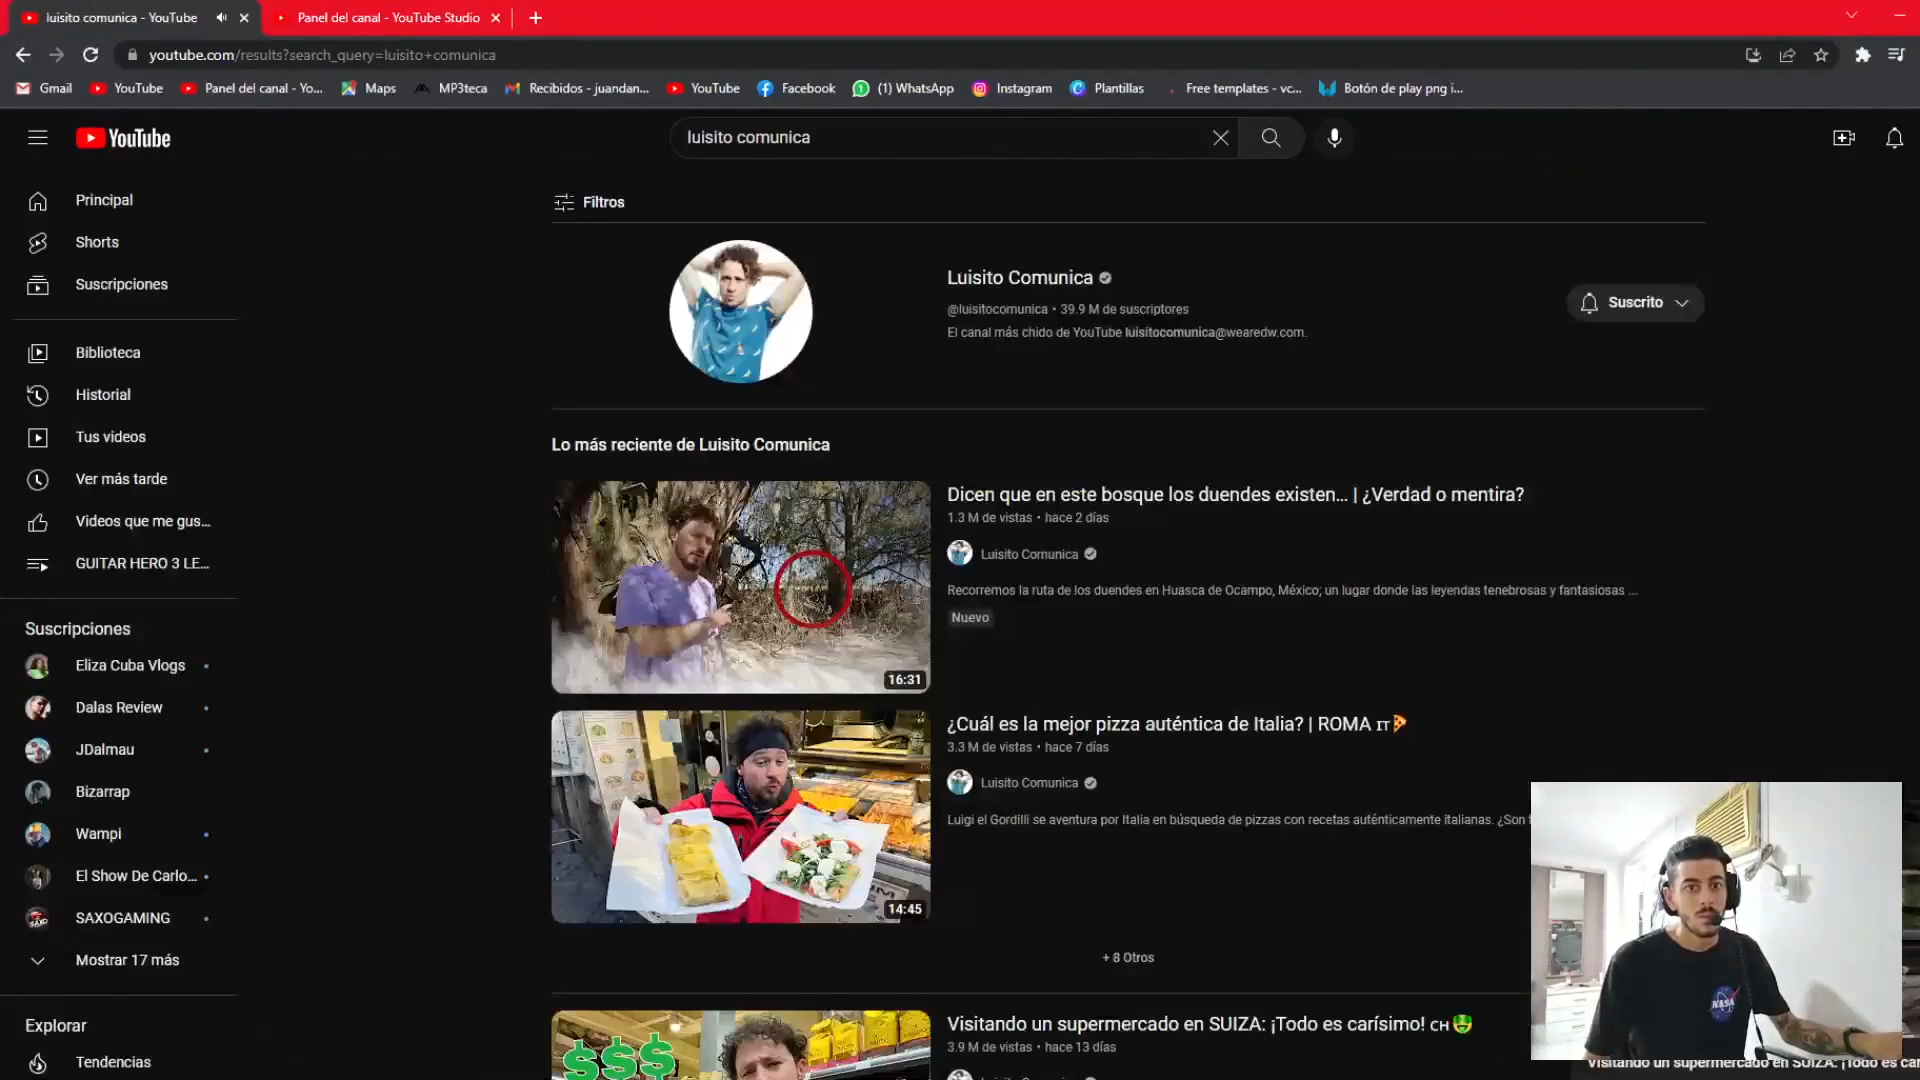 luisito comunica - YouTube
Panel del canal - YouTube Studio
youtube.com/results?search_query=luisito+comunica
Gmail
YouTube
Panel del canal - Yo...
Maps
MP3teca
Recibidos - juandan...
YouTube
Facebook
(1) WhatsApp
Instagram
Plantillas
Free templates - vc...
Botón de play png i...
YouTube
luisito comunica
Principal
Shorts
Suscripciones
Biblioteca
Historial
Tus videos
Ver más tarde
Videos que me gus...
GUITAR HERO 3 LE...
Suscripciones
Eliza Cuba Vlogs
Dalas Review
JDalmau
Bizarrap
Wampi
El Show De Carlo...
SAXOGAMING
Mostrar 17 más
Explorar
Tendencias
Filtros
Luisito Comunica
@luisitocomunica • 39.9 M de suscriptores
El canal más chido de YouTube luisitocomunica@wearedw.com.
Suscrito
Lo más reciente de Luisito Comunica
16:31
Dicen que en este bosque los duendes existen... | ¿Verdad o mentira?
1.3 M de vistas • hace 2 días
Luisito Comunica
Recorremos la ruta de los duendes en Huasca de Ocampo, México; un lugar donde las leyendas tenebrosas y fantasiosas ...
Nuevo
14:45
¿Cuál es la mejor pizza auténtica de Italia? | ROMA IT🍕
3.3 M de vistas • hace 7 días
Luisito Comunica
Luigi el Gordilli se aventura por Italia en búsqueda de pizzas con recetas auténticamente italianas. ¿Son
+ 8 Otros
$$$
Visitando un supermercado en SUIZA: ¡Todo es carísimo! CH🤑
3.9 M de vistas • hace 13 días
NASA
Visitando un supermercado en SUIZA: ¡Todo es car